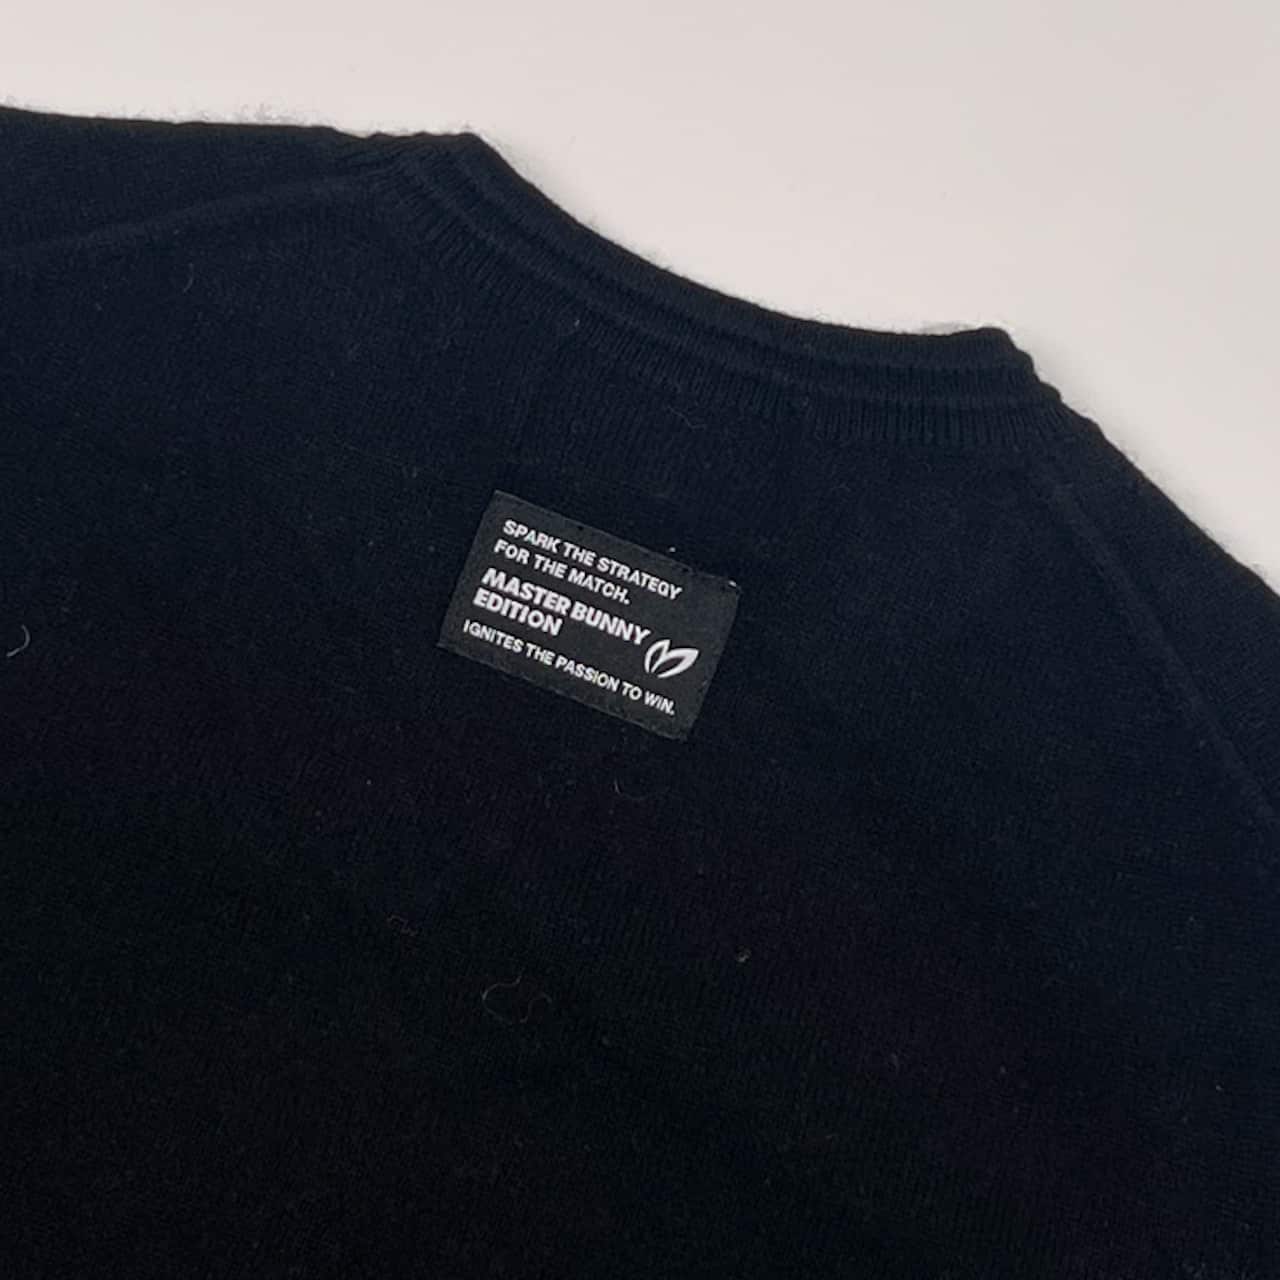 SPARK THE STRATEGY
FOR THE MATCH.
MASTER BUNNY
EDITION
IGNITES THE PASSION TO WIN.